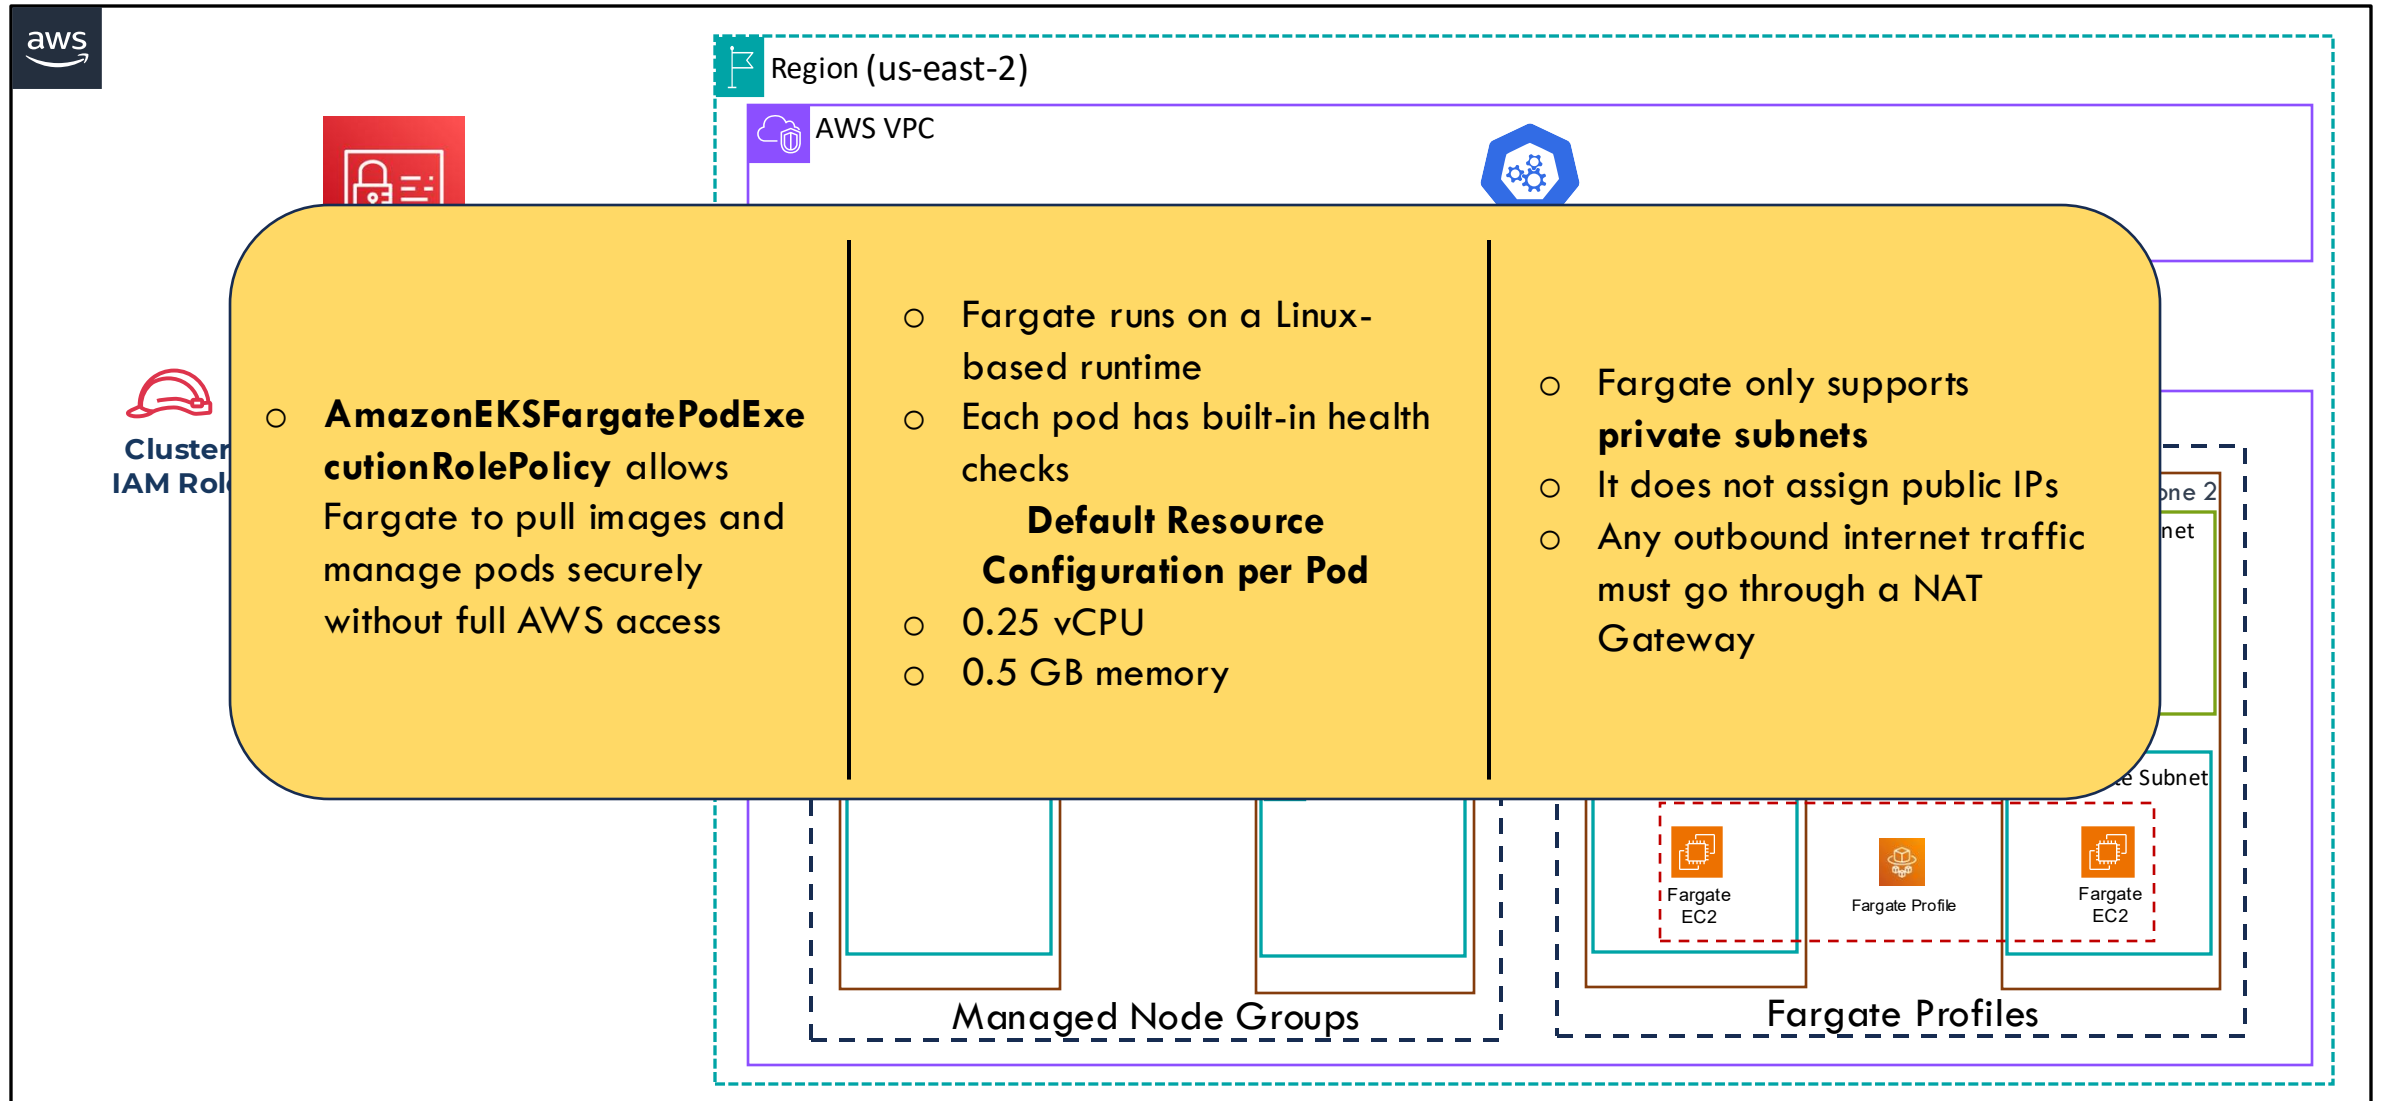 aws
Region (us-east-2)
AWS VPC
Cluster
IAM Role
○ AmazonEKSFargatePodExe
cutionRolePolicy allows
Fargate to pull images and
manage pods securely
without full AWS access
○ Fargate runs on a Linux-
based runtime
○ Each pod has built-in health
checks
Default Resource
Configuration per Pod
○ 0.25 vCPU
○ 0.5 GB memory
○ Fargate only supports
private subnets
○ It does not assign public IPs
○ Any outbound internet traffic
must go through a NAT
Gateway
one 2
net
e Subnet
Fargate
EC2
Fargate Profile
Fargate
EC2
Managed Node Groups
Fargate Profiles